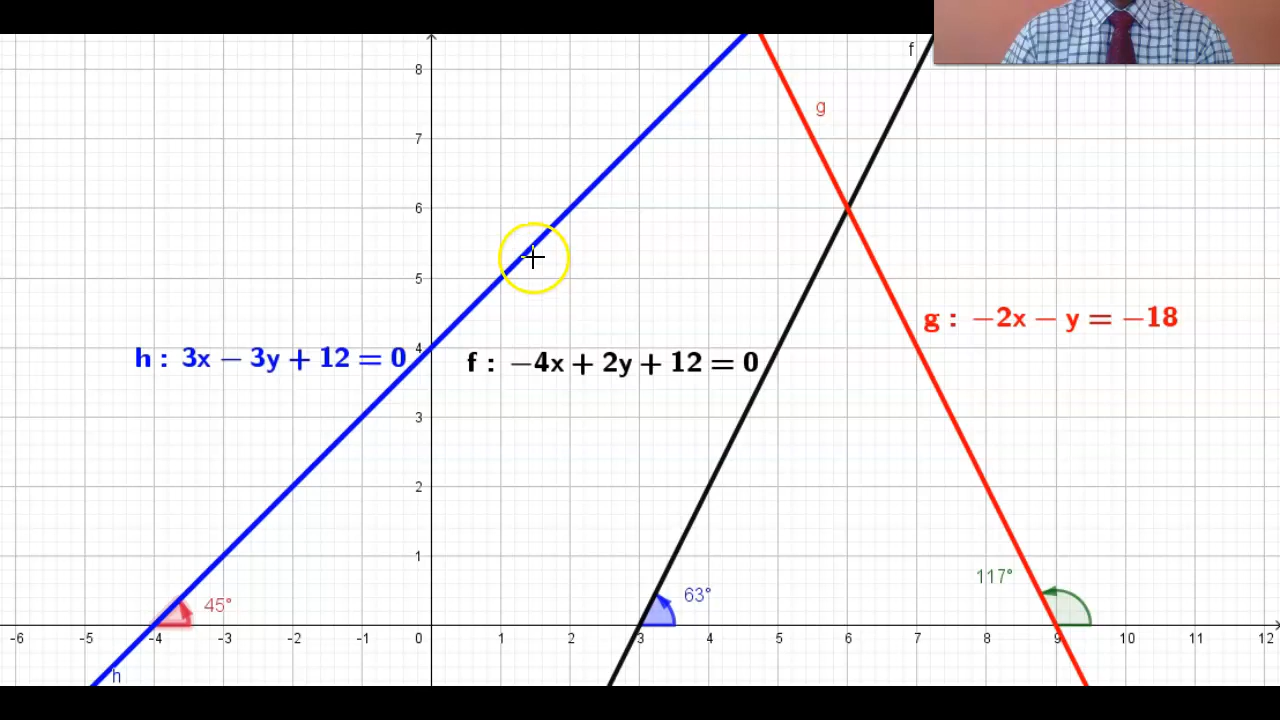 f
8
g
7
6
5
g : −2x − y = −18
4
h : 3x − 3y + 12 = 0
f : −4x + 2y + 12 = 0
3
2
1
117°
63°
45°
-6 -5 -4 -3 -2 -1 0 1 2 3 4 5 6 7 8 9 10 11 12
h